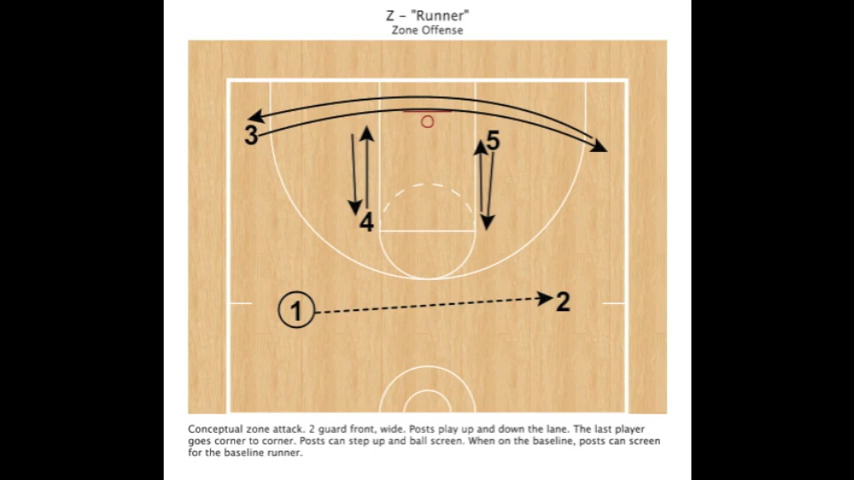 Z - "Runner"
Zone Offense
3
5
4
1
2
Conceptual zone attack. 2 guard front, wide. Posts play up and down the lane. The last player
goes corner to corner. Posts can step up and ball screen. When on the baseline, posts can screen
for the baseline runner.